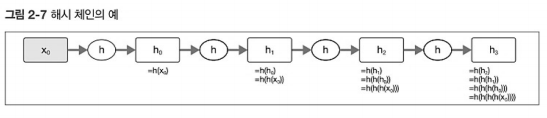 그림 2-7 해시 체인의 예
x₀ h h₀ h h₁ h h₂ h h₃
=h(x₀)
=h(h₀)
=h(h(x₀))
=h(h₁)
=h(h(h₀))
=h(h(h(x₀)))
=h(h₂)
=h(h(h₁))
=h(h(h(h₀)))
=h(h(h(h(x₀))))